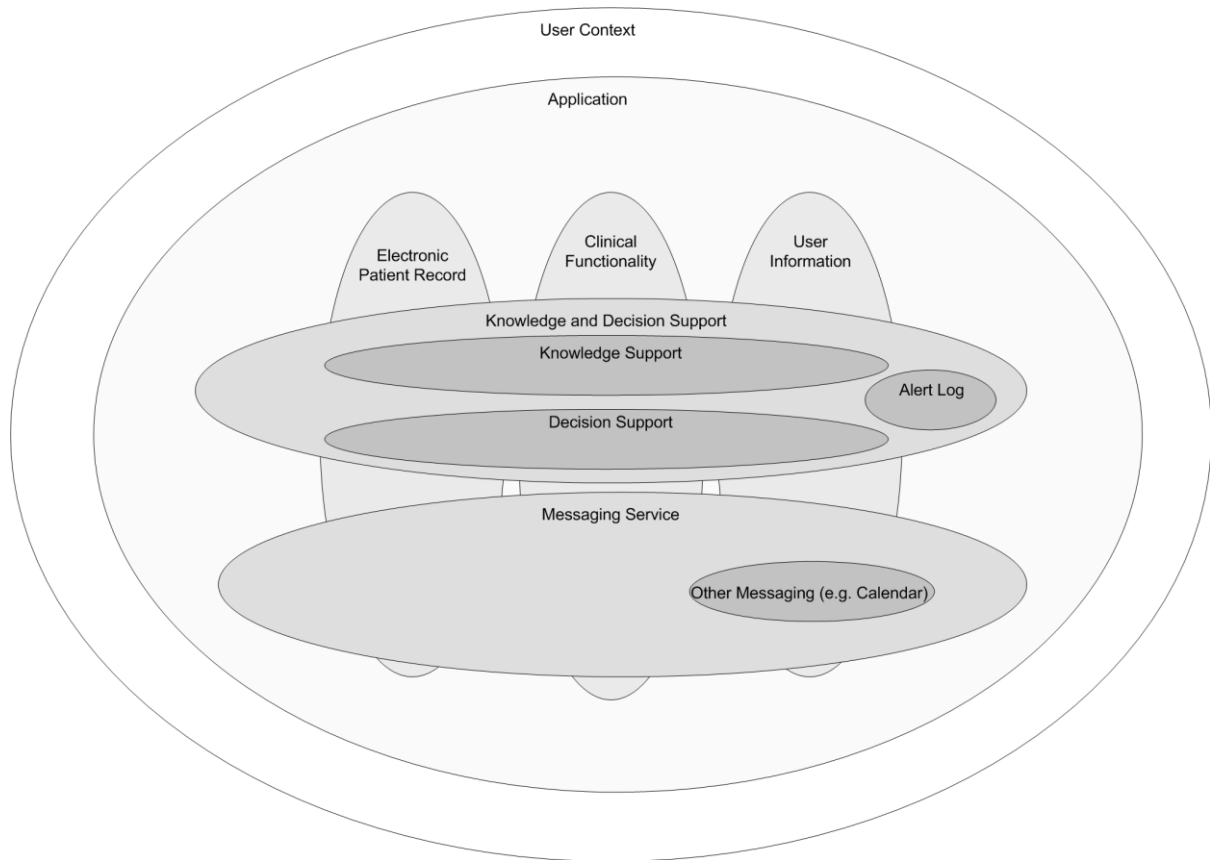 User Context
Application
Electronic
Patient Record
Clinical
Functionality
User
Information
Knowledge and Decision Support
Knowledge Support
Alert Log
Decision Support
Messaging Service
Other Messaging (e.g. Calendar)